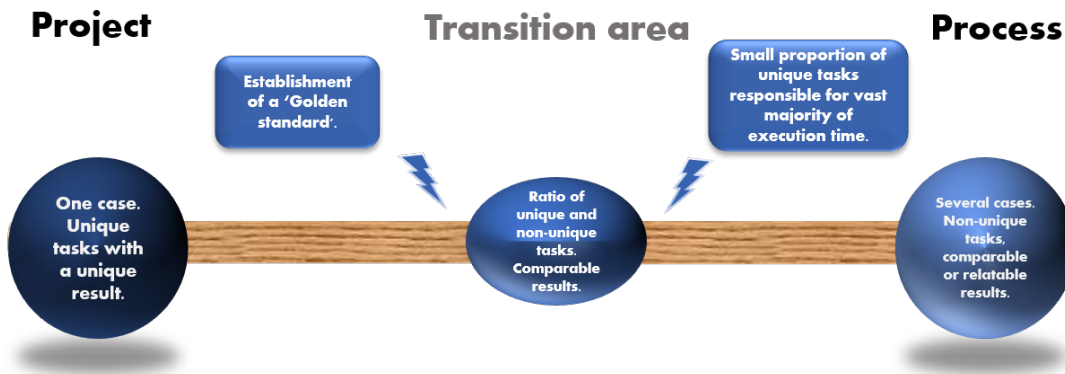 Project
Transition area
Process
Establishment
of a ‘Golden
standard’.
Small proportion of
unique tasks
responsible for vast
majority of
execution time.
One case.
Unique
tasks with
a unique
result.
Ratio of
unique and
non-unique
tasks.
Comparable
results.
Several cases.
Non-unique
tasks,
comparable
or relatable
results.